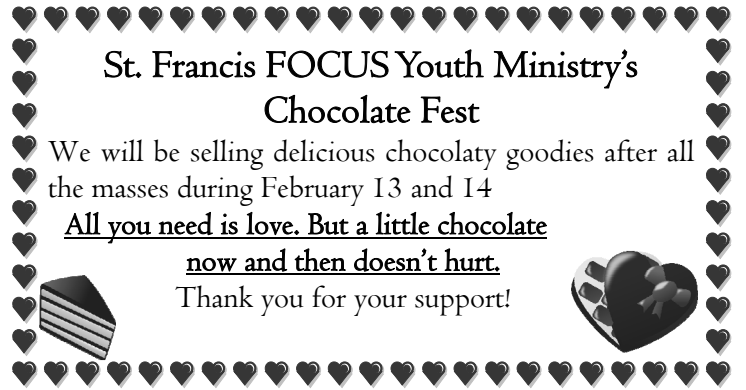 St. Francis FOCUS Youth Ministry’s
Chocolate Fest
We will be selling delicious chocolaty goodies after all
the masses during February 13 and 14
All you need is love. But a little chocolate
now and then doesn’t hurt.
Thank you for your support!